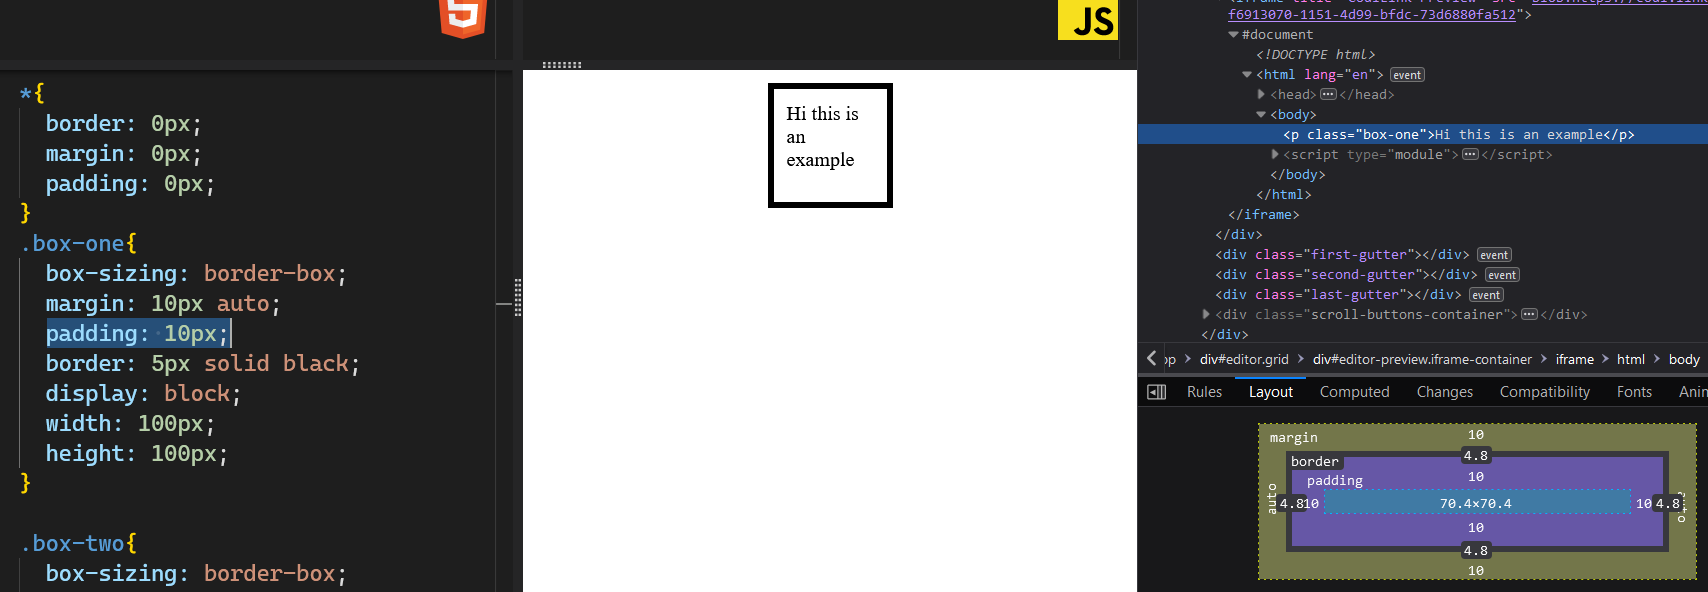 5
JS
*{
border: 0px;
margin: 0px;
padding: 0px;
}
.box-one{
box-sizing: border-box;
margin: 10px auto;
padding: 10px;
border: 5px solid black;
display: block;
width: 100px;
height: 100px;
}
.box-two{
box-sizing: border-box;
Hi this is
an
example
f6913070-1151-4d99-bfdc-73d6880fa512">
#document
<!DOCTYPE html>
<html lang="en"> event
<head> ••• </head>
<body>
<p class="box-one">Hi this is an example</p>
<script type="module"> ••• </script>
</body>
</html>
</iframe>
</div>
<div class="first-gutter"></div> event
<div class="second-gutter"></div> event
<div class="last-gutter"></div> event
<div class="scroll-buttons-container"> ••• </div>
</div>
div#editor.grid > div#editor-preview.iframe-container > iframe > html > body
Rules Layout Computed Changes Compatibility Fonts
margin 10
border 4.8
padding 10
auto 4.8 10 70.4×70.4 10 4.8
10
4.8
10